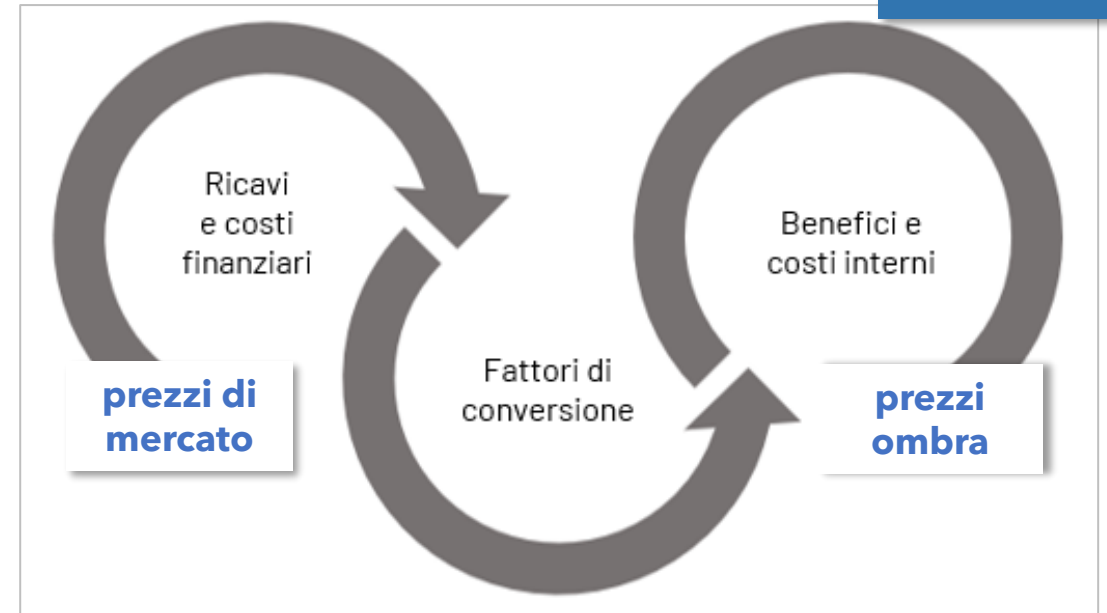 Ricavi
e costi
finanziari
prezzi di
mercato
Fattori di
conversione
Benefici e
costi interni
prezzi
ombra